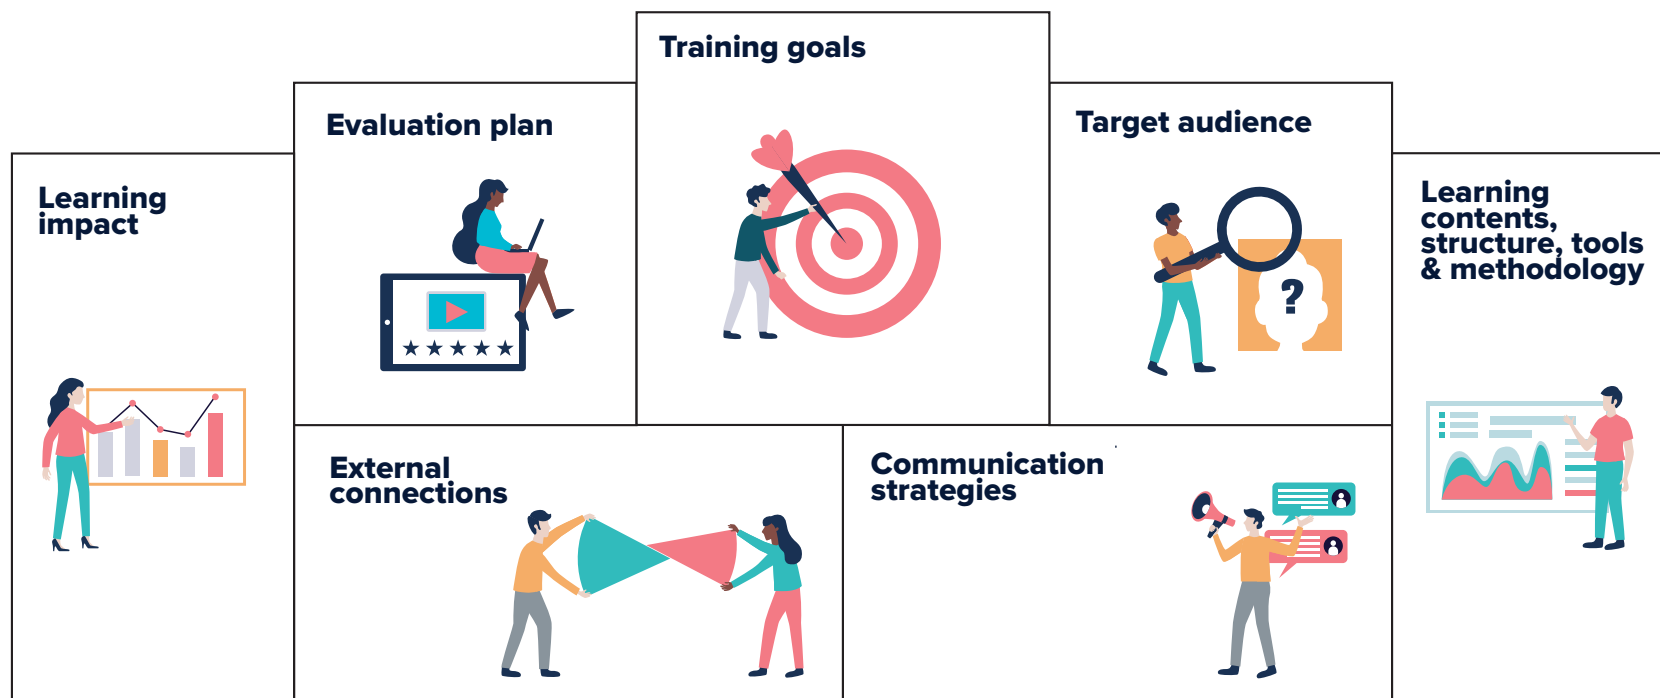 Training goals
Evaluation plan
Target audience
Learning
impact
Learning
contents,
structure, tools
& methodology
?
External
connections
Communication
strategies